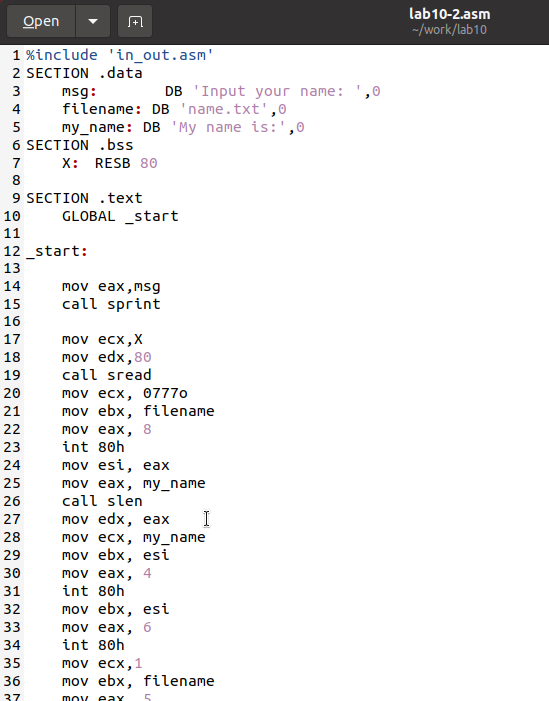 Open
lab10-2.asm
~/work/lab10
1 %include 'in_out.asm'
2 SECTION .data
3     msg:        DB 'Input your name: ',0
4     filename: DB 'name.txt',0
5     my_name: DB 'My name is:',0
6 SECTION .bss
7     X:  RESB 80
8
9 SECTION .text
10     GLOBAL _start
11
12 _start:
13
14     mov eax,msg
15     call sprint
16
17     mov ecx,X
18     mov edx,80
19     call sread
20     mov ecx, 0777o
21     mov ebx, filename
22     mov eax, 8
23     int 80h
24     mov esi, eax
25     mov eax, my_name
26     call slen
27     mov edx, eax
28     mov ecx, my_name
29     mov ebx, esi
30     mov eax, 4
31     int 80h
32     mov ebx, esi
33     mov eax, 6
34     int 80h
35     mov ecx,1
36     mov ebx, filename
37     mov eax, 5